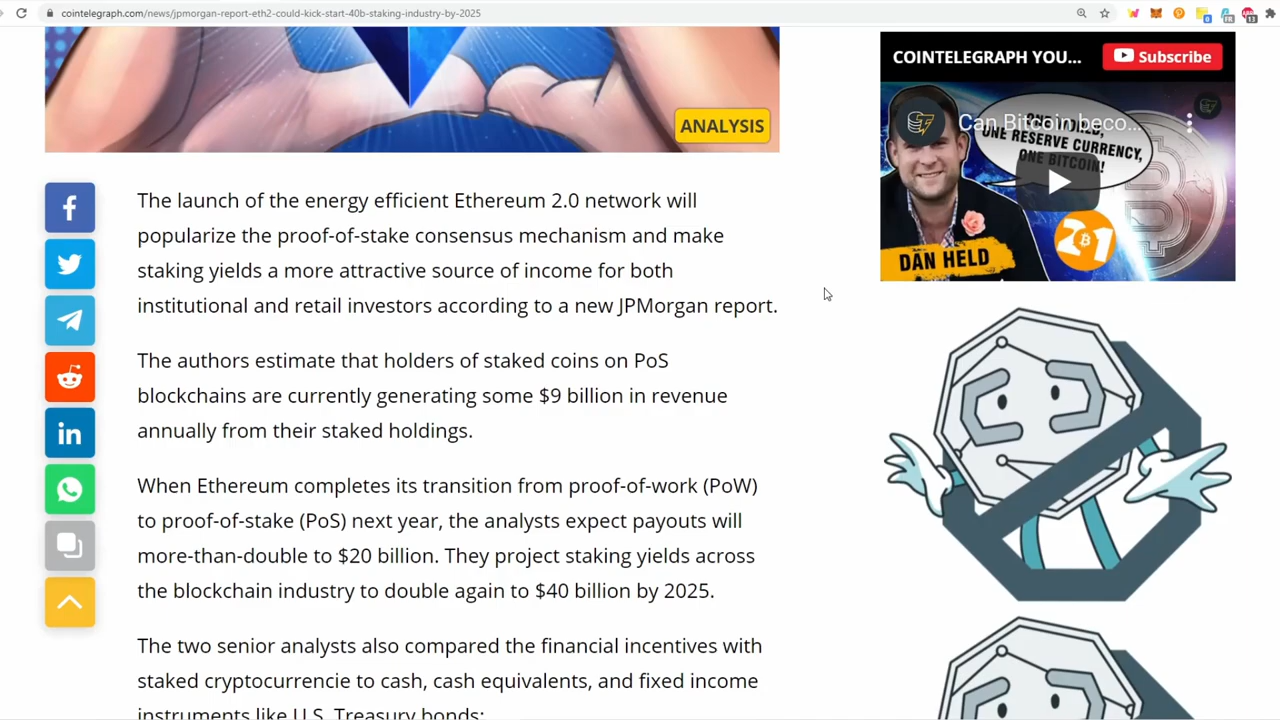 cointelegraph.com/news/jpmorgan-report-eth2-could-kick-start-40b-staking-industry-by-2025
ANALYSIS
The launch of the energy efficient Ethereum 2.0 network will
popularize the proof-of-stake consensus mechanism and make
staking yields a more attractive source of income for both
institutional and retail investors according to a new JPMorgan report.
The authors estimate that holders of staked coins on PoS
blockchains are currently generating some $9 billion in revenue
annually from their staked holdings.
When Ethereum completes its transition from proof-of-work (PoW)
to proof-of-stake (PoS) next year, the analysts expect payouts will
more-than-double to $20 billion. They project staking yields across
the blockchain industry to double again to $40 billion by 2025.
The two senior analysts also compared the financial incentives with
staked cryptocurrencie to cash, cash equivalents, and fixed income
instruments like U.S. Treasury bonds:
COINTELEGRAPH YOU...
Subscribe
Can Bitcoin beco...
ONE RESERVE CURRENCY,
ONE BITCOIN!
DAN HELD
21